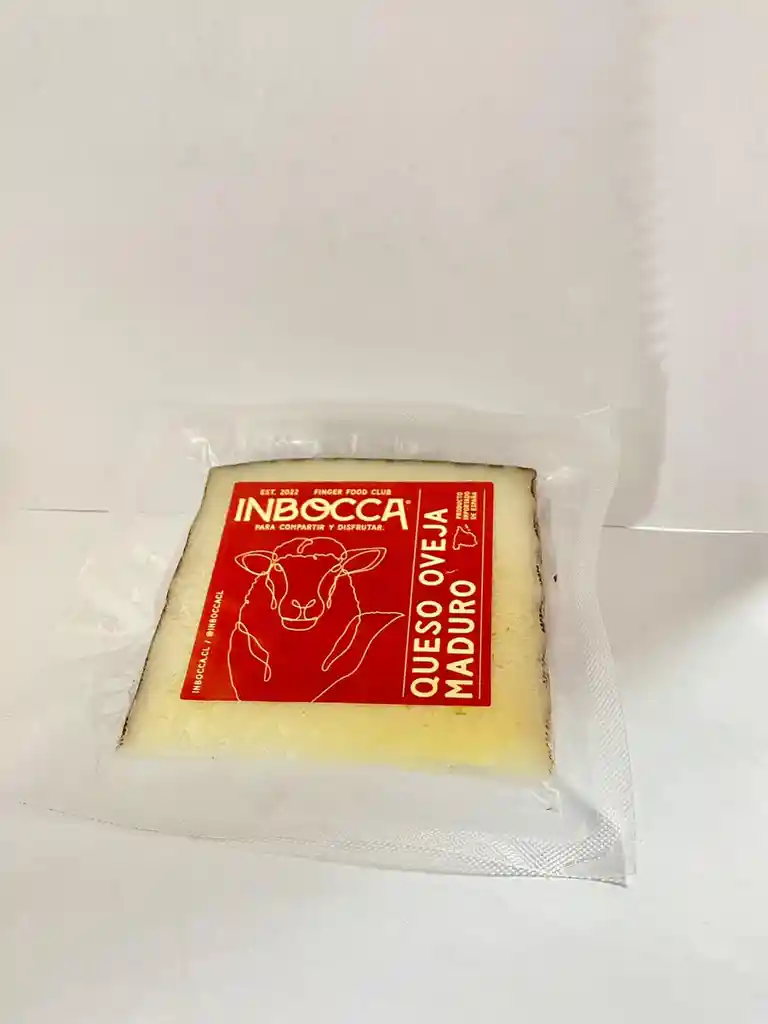 EST. 2022 FINGER FOOD CLUB
INBOCCA®
PARA COMPARTIR Y DISFRUTAR.
INBOCCA.CL / @INBOCCACL
QUESO OVEJA
MADURO
PRODUCTO
IMPORTADO
DE ESPAÑA